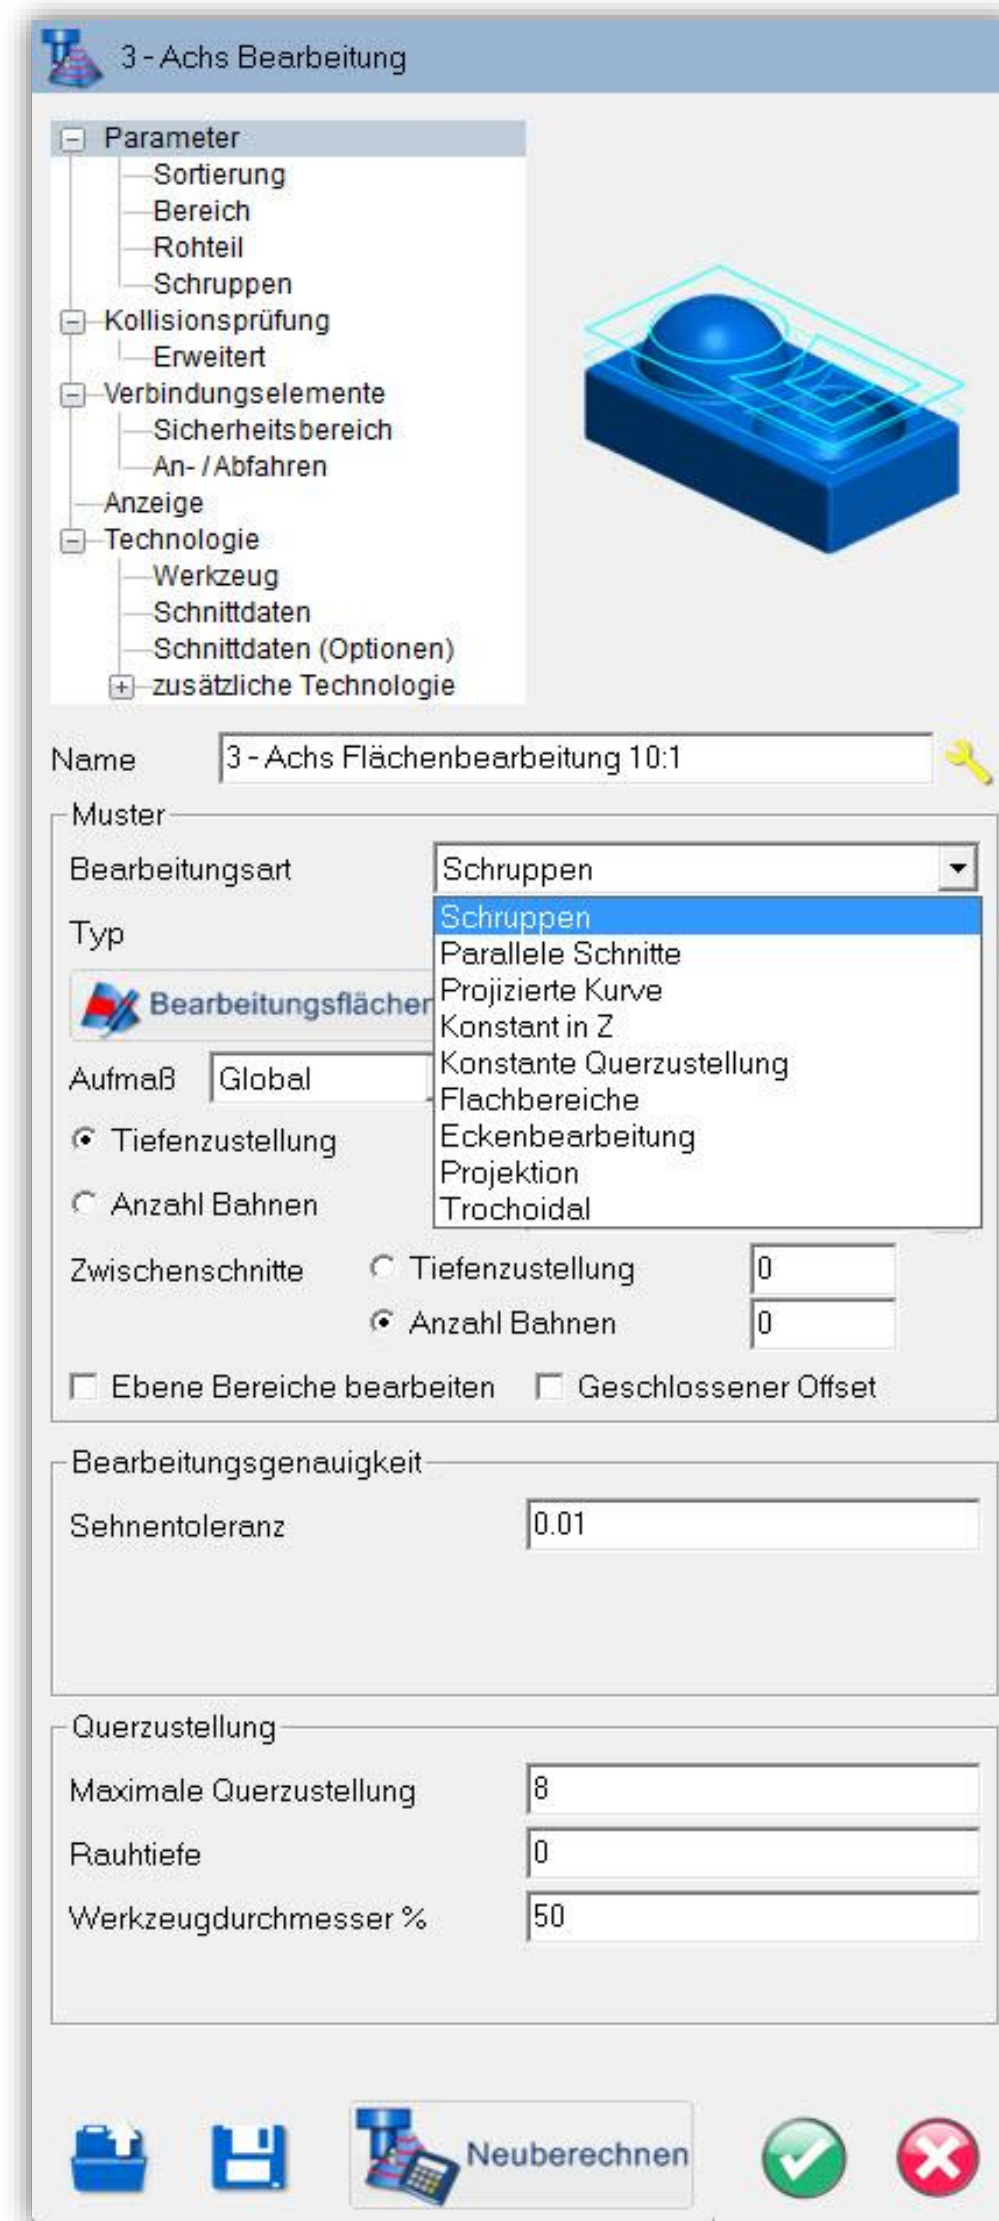 3 - Achs Bearbeitung
Parameter
Sortierung
Bereich
Rohteil
Schruppen
Kollisionsprüfung
Erweitert
Verbindungselemente
Sicherheitsbereich
An- / Abfahren
Anzeige
Technologie
Werkzeug
Schnittdaten
Schnittdaten (Optionen)
zusätzliche Technologie
Name 3 - Achs Flächenbearbeitung 10:1
Muster
Bearbeitungsart Schruppen
Typ
Schruppen
Parallele Schnitte
Projizierte Kurve
Konstant in Z
Konstante Querzustellung
Flachbereiche
Eckenbearbeitung
Projektion
Trochoidal
Bearbeitungsflächen
Aufmaß Global
Tiefenzustellung
Anzahl Bahnen
Zwischenschnitte Tiefenzustellung 0
Anzahl Bahnen 0
Ebene Bereiche bearbeiten Geschlossener Offset
Bearbeitungsgenauigkeit
Sehnentoleranz 0.01
Querzustellung
Maximale Querzustellung 8
Rauhtiefe 0
Werkzeugdurchmesser % 50
Neuberechnen